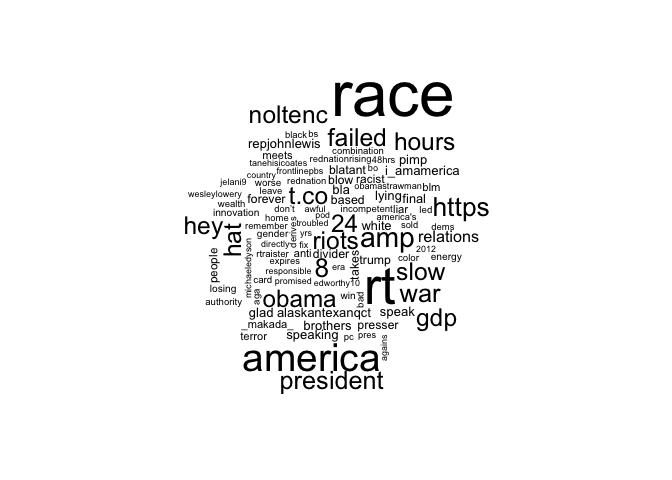 race
noltenc
black bs
failed hours
repjohnlewis
combination
meets
rednationrising 48hrs pimp
tanehisicoates
frontlinepbs blatant bo i_amamerica
country
jelani9 worse rednation blow racist
obamastrawman blm
wesleylowery leave
forever t.co bla
lying final
wealth
based
https
don't awful incompetent liar led
innovation
pod
america's
home troubled
sold dems
hey remember
24 white
hat
gender denies yrs
riots amp relations
directly fix
2012
people
michaeledyson
rtraister anti divider
takes
trump color energy
expires
8 era
responsible
slow
losing
card promised edworthy10
rt
authority
aga
obama win bad war
glad alaskantexanqct speak gdp
_makada_ brothers presser
terror speaking pc pres
america agains
president